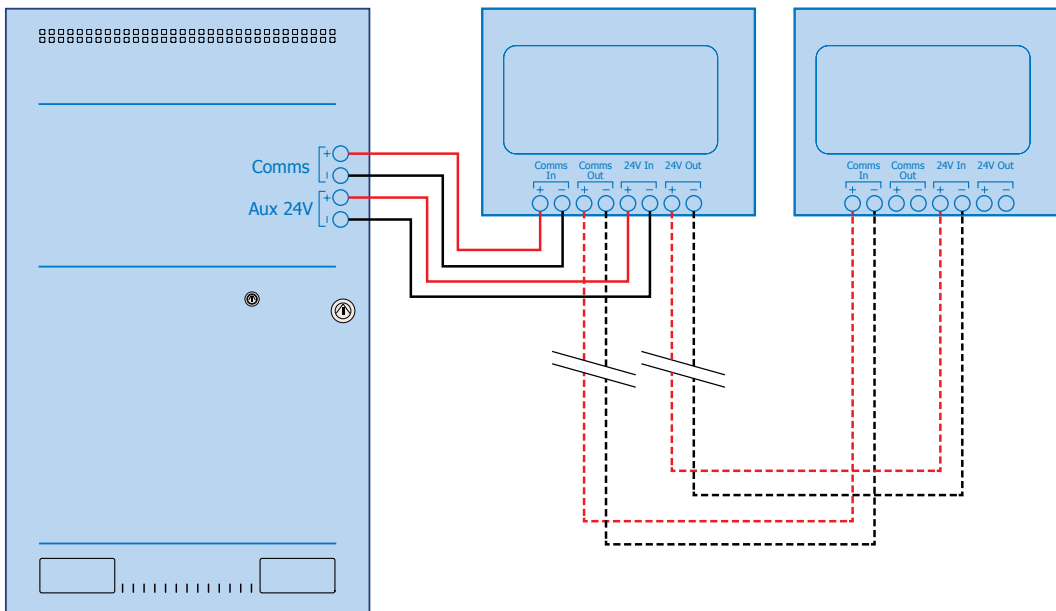 Comms
+
–
Aux 24V
+
–
Comms In
Comms Out
24V In
24V Out
+ – + – + – + –
Comms In
Comms Out
24V In
24V Out
+ – + – + – + –